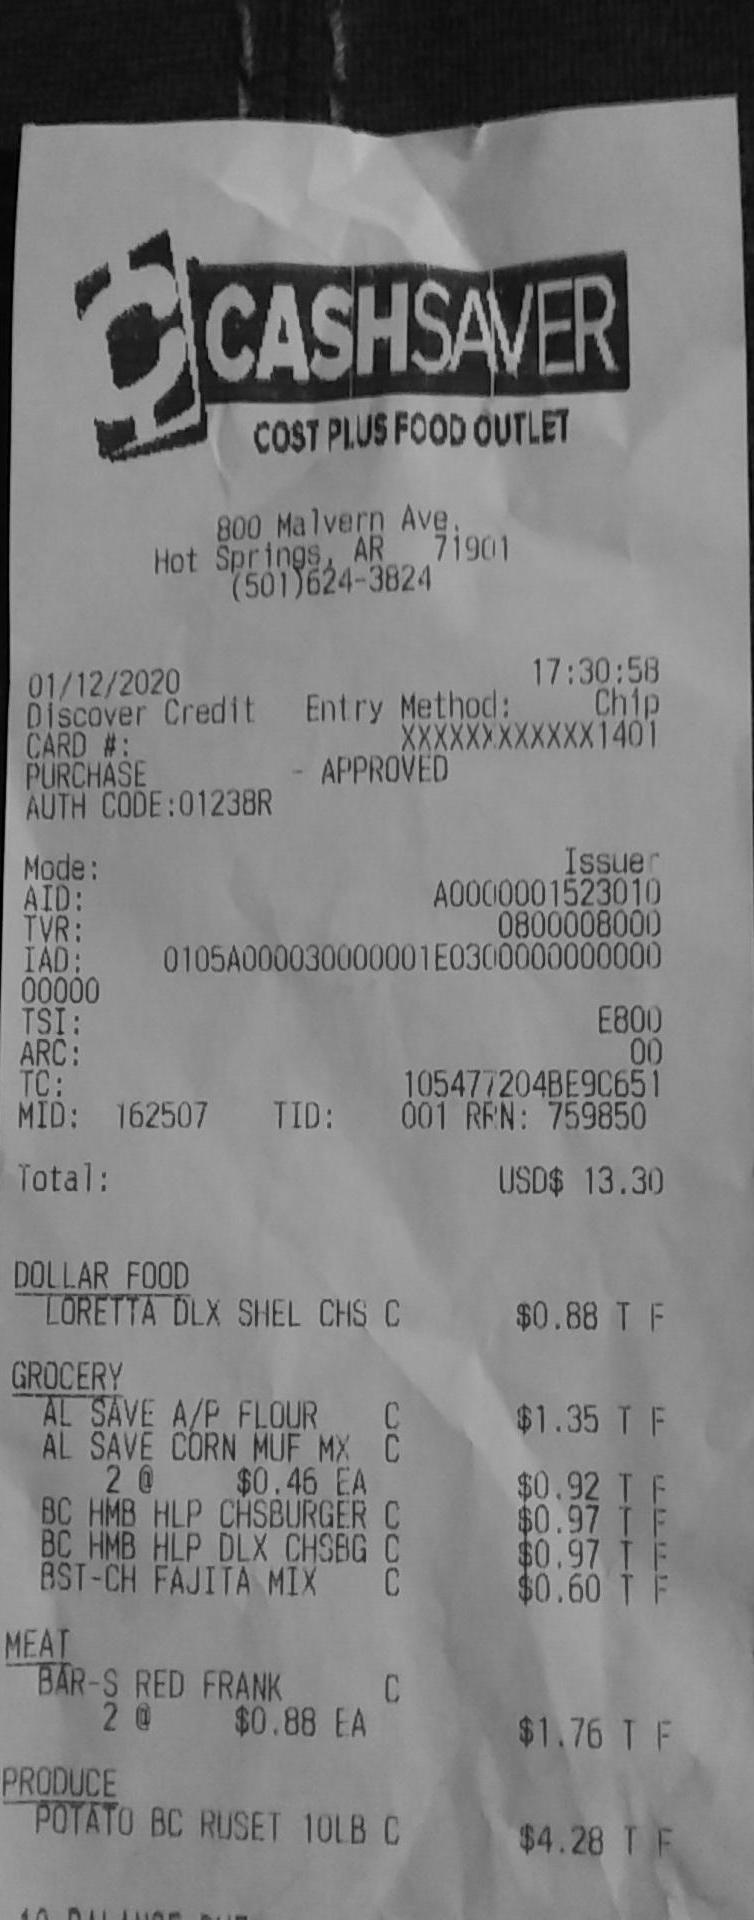 CASHSAVER
COST PLUS FOOD OUTLET
800 Malvern Ave.
Hot Springs, AR 71901
(501)624-3824
01/12/2020 17:30:58
Discover Credit Entry Method: Chip
CARD #: XXXXXXXXXXXX1401
PURCHASE - APPROVED
AUTH CODE:01238R
Mode: Issuer
AID: A0000001523010
TVR: 0800008000
IAD: 0105A000030000001E0300000000000
00000
TSI: E800
ARC: 00
TC: 105477204BE9C651
MID: 162507 TID: 001 RRN: 759850
Total: USD$ 13.30
DOLLAR FOOD
LORETTA DLX SHEL CHS C $0.88 T F
GROCERY
AL SAVE A/P FLOUR C $1.35 T F
AL SAVE CORN MUF MX C
2 @ $0.46 EA $0.92 T F
BC HMB HLP CHSBURGER C $0.97 T F
BC HMB HLP DLX CHSBG C $0.97 T F
BST-CH FAJITA MIX C $0.60 T F
MEAT
BAR-S RED FRANK C
2 @ $0.88 EA $1.76 T F
PRODUCE
POTATO BC RUSET 10LB C $4.28 T F